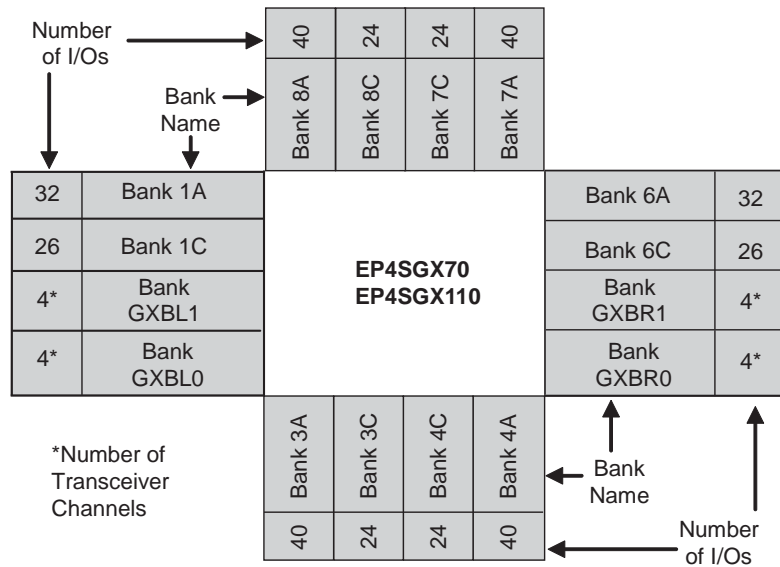 Number
of I/Os
40
24
24
40
Bank
Name
Bank 8A
Bank 8C
Bank 7C
Bank 7A
32
Bank 1A
26
Bank 1C
4*
Bank
GXBL1
4*
Bank
GXBL0
EP4SGX70
EP4SGX110
Bank 6A
32
Bank 6C
26
Bank
GXBR1
4*
Bank
GXBR0
4*
*Number of
Transceiver
Channels
Bank 3A
Bank 3C
Bank 4C
Bank 4A
Bank
Name
40
24
24
40
Number
of I/Os